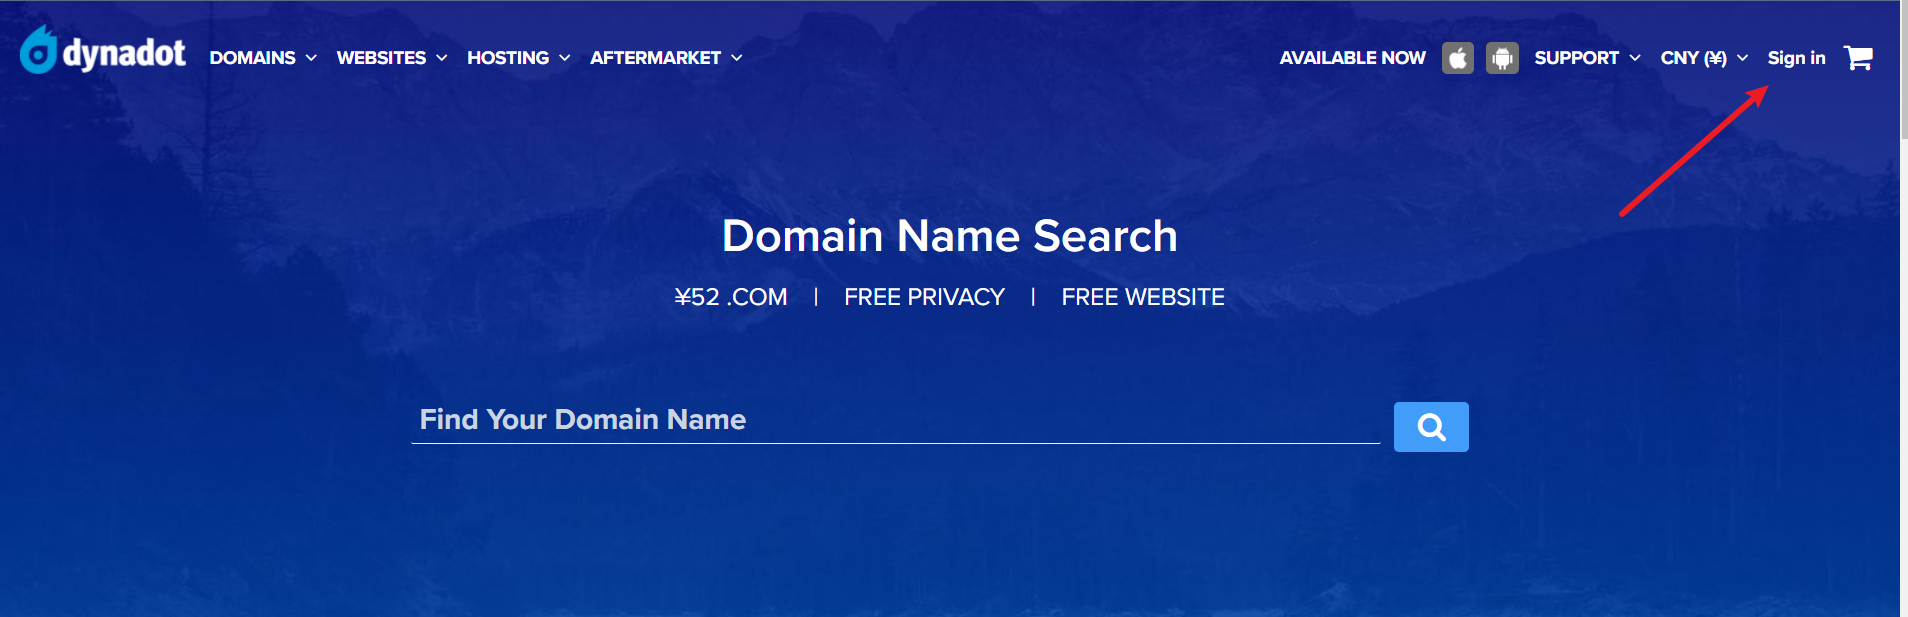 dynadot DOMAINS WEBSITES HOSTING AFTERMARKET AVAILABLE NOW SUPPORT CNY (¥) Sign in
Domain Name Search
¥52 .COM | FREE PRIVACY | FREE WEBSITE
Find Your Domain Name